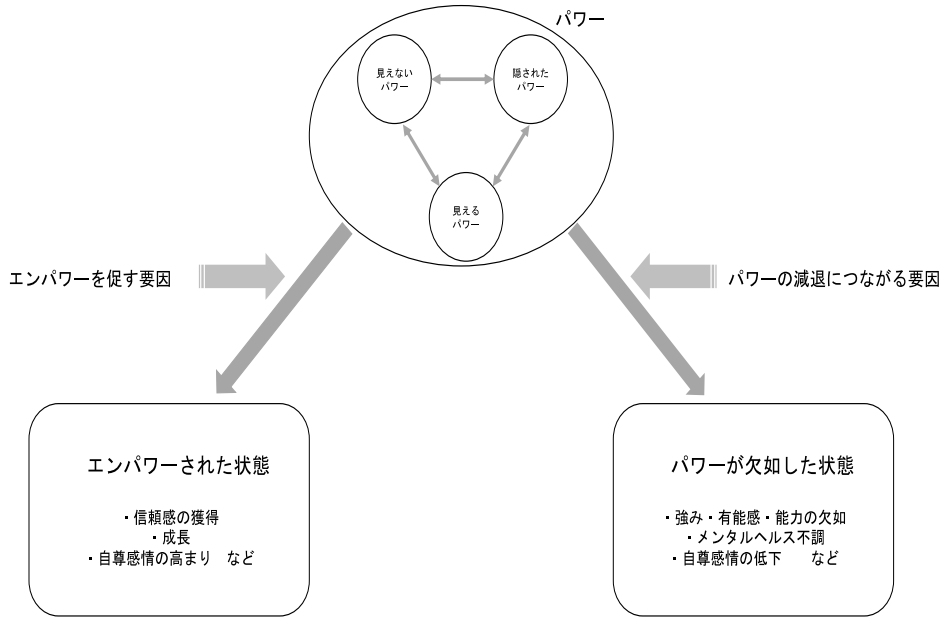 パワー
見えない
パワー
隠された
パワー
見える
パワー
エンパワーを促す要因
パワーの減退につながる要因
エンパワーされた状態
・信頼感の獲得
・成長
・自尊感情の高まり　など
パワーが欠如した状態
・強み・有能感・能力の欠如
・メンタルヘルス不調
・自尊感情の低下　　など